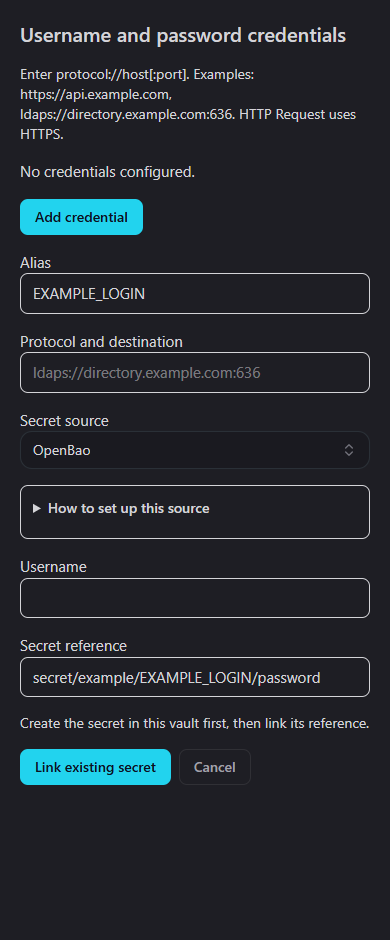 Username and password credentials
Enter protocol://host[:port]. Examples:
https://api.example.com,
ldaps://directory.example.com:636. HTTP Request uses
HTTPS.
No credentials configured.
Add credential
Alias
EXAMPLE_LOGIN
Protocol and destination
ldaps://directory.example.com:636
Secret source
OpenBao
How to set up this source
Username
Secret reference
secret/example/EXAMPLE_LOGIN/password
Create the secret in this vault first, then link its reference.
Link existing secret
Cancel